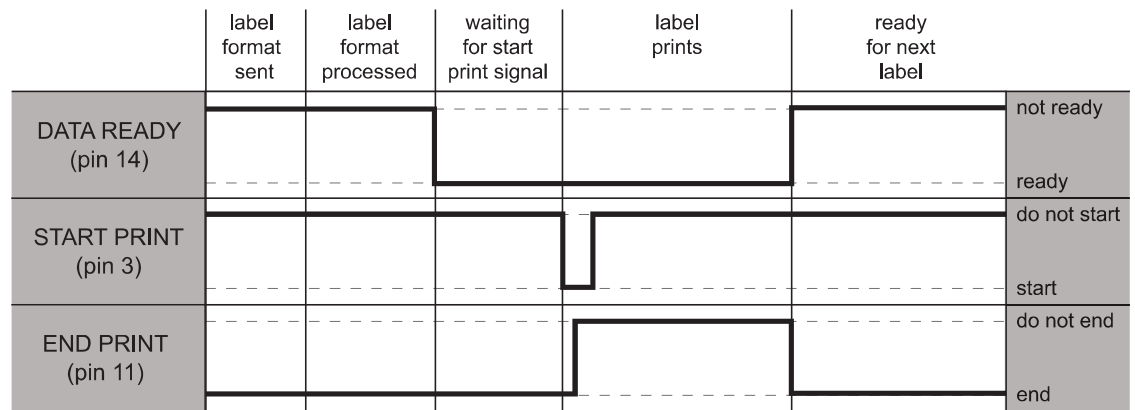 label
format
sent
label
format
processed
waiting
for start
print signal
label
prints
ready
for next
label
DATA READY
(pin 14)
not ready
ready
START PRINT
(pin 3)
do not start
start
END PRINT
(pin 11)
do not end
end